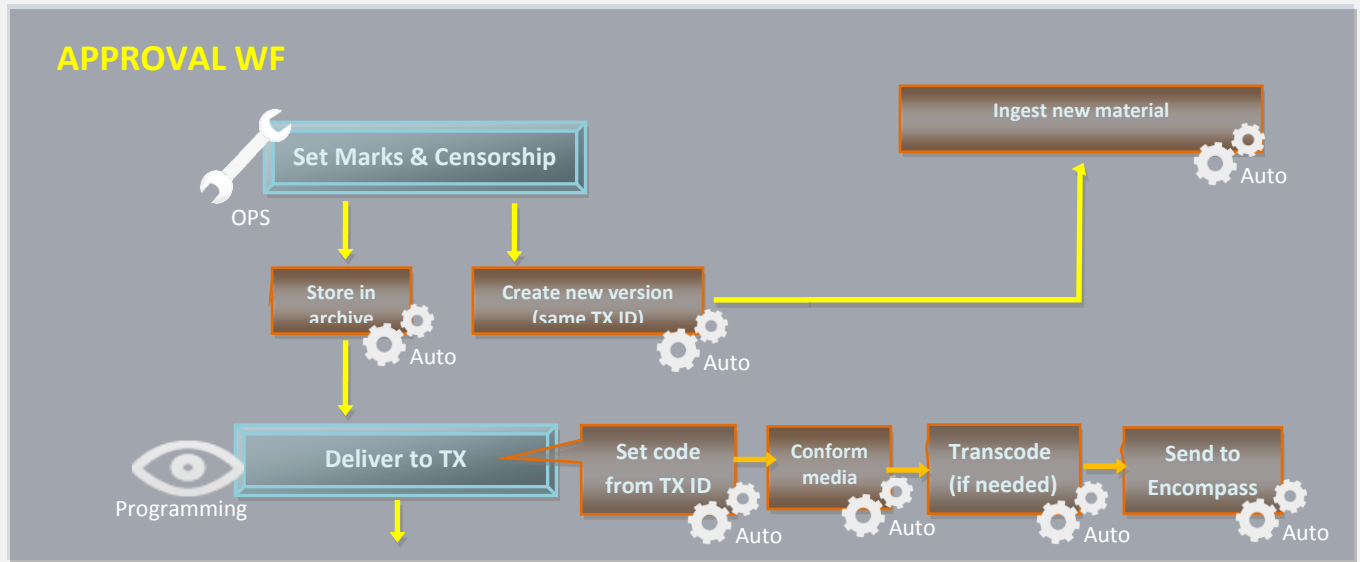 APPROVAL WF
Ingest new material
Auto
Set Marks & Censorship
OPS
Store in
archive
Auto
Create new version
(same TX ID)
Auto
Deliver to TX
Programming
Set code
from TX ID
Auto
Conform
media
Auto
Transcode
(if needed)
Auto
Send to
Encompass
Auto